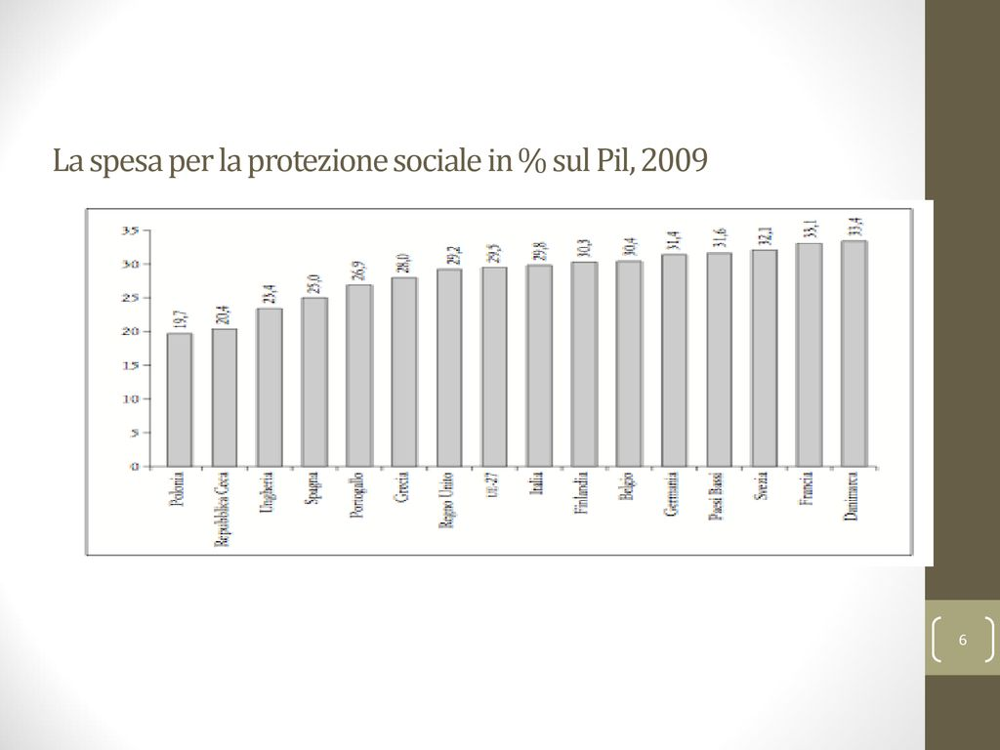 La spesa per la protezione sociale in % sul Pil, 2009
35
30
25
20
15
10
5
0
19,7
20,4
23,4
25,0
26,9
28,0
29,2
29,5
29,8
30,3
30,4
31,4
31,6
32,1
33,1
33,4
Polonia
Repubblica Ceca
Ungheria
Spagna
Portogallo
Grecia
Regno Unito
UE-27
Italia
Finlandia
Belgio
Germania
Paesi Bassi
Svezia
Francia
Danimarca
6